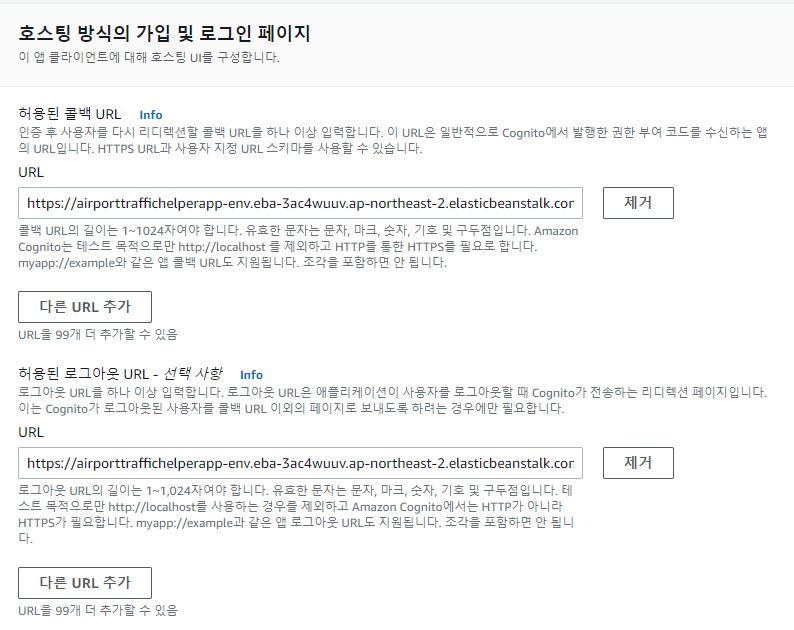 호스팅 방식의 가입 및 로그인 페이지
이 앱 클라이언트에 대해 호스팅 UI를 구성합니다.
허용된 콜백 URL Info
인증 후 사용자를 다시 리디렉션할 콜백 URL을 하나 이상 입력합니다. 이 URL은 일반적으로 Cognito에서 발행한 권한 부여 코드를 수신하는 앱
의 URL입니다. HTTPS URL과 사용자 지정 URL 스키마를 사용할 수 있습니다.
URL
https://airporttraffichelperapp-env.eba-3ac4wuuv.ap-northeast-2.elasticbeanstalk.cor 제거
콜백 URL의 길이는 1~1024자여야 합니다. 유효한 문자는 문자, 마크, 숫자, 기호 및 구두점입니다. Amazon
Cognito는 테스트 목적으로만 http://localhost 를 제외하고 HTTP를 통한 HTTPS를 필요로 합니다.
myapp://example와 같은 앱 콜백 URL도 지원됩니다. 조각을 포함하면 안 됩니다.
다른 URL 추가
URL을 99개 더 추가할 수 있음
허용된 로그아웃 URL - 선택 사항 Info
로그아웃 URL을 하나 이상 입력합니다. 로그아웃 URL은 애플리케이션이 사용자를 로그아웃할 때 Cognito가 전송하는 리디렉션 페이지입니다.
이는 Cognito가 로그아웃된 사용자를 콜백 URL 이외의 페이지로 보내도록 하려는 경우에만 필요합니다.
URL
https://airporttraffichelperapp-env.eba-3ac4wuuv.ap-northeast-2.elasticbeanstalk.cor 제거
로그아웃 URL의 길이는 1~1,024자여야 합니다. 유효한 문자는 문자, 마크, 숫자, 기호 및 구두점입니다. 테
스트 목적으로만 http://localhost를 사용하는 경우를 제외하고 Amazon Cognito에서는 HTTP가 아니라
HTTPS가 필요합니다. myapp://example과 같은 앱 로그아웃 URL도 지원됩니다. 조각을 포함하면 안 됩니
다.
다른 URL 추가
URL을 99개 더 추가할 수 있음